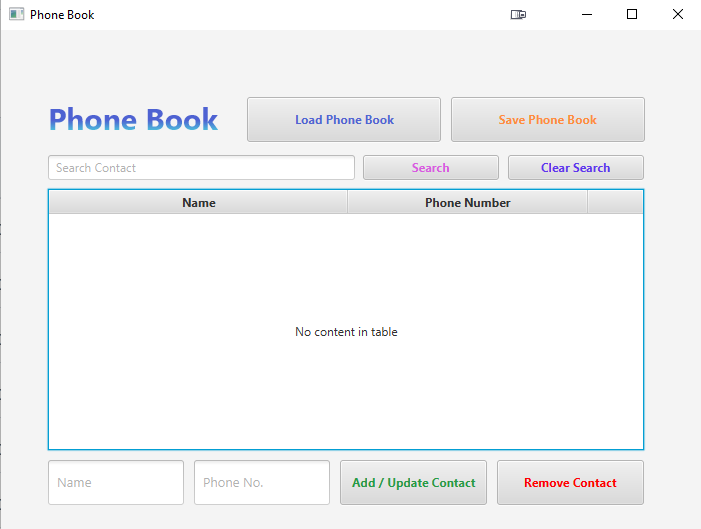 Phone Book
Phone Book Load Phone Book Save Phone Book
Search Contact Search Clear Search
Name Phone Number
No content in table
Name Phone No. Add / Update Contact Remove Contact